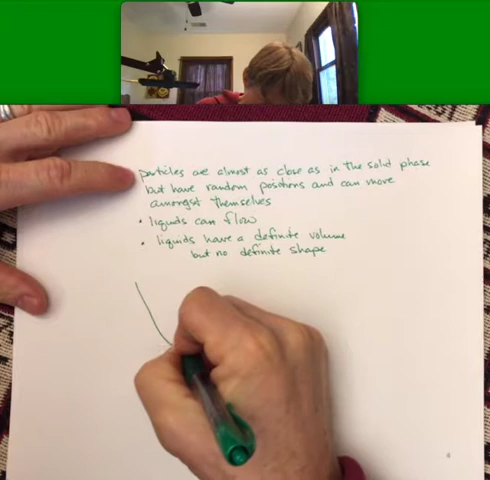 particles are almost as close as in the solid phase
but have random positions and can move
amongst themselves
• liquids can flow
• liquids have a definite volume
but no definite shape